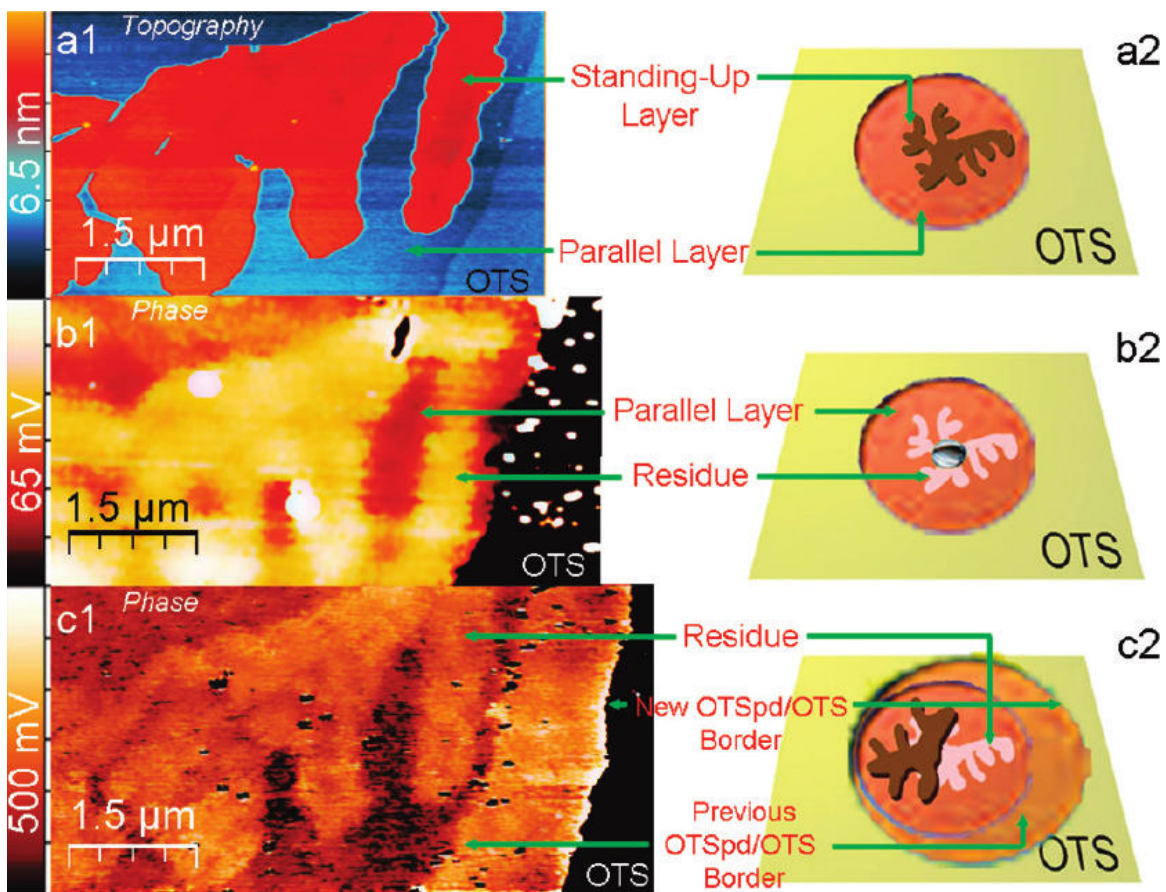 a1
Topography
6.5 nm
1.5 µm
OTS
Standing-Up
Layer
Parallel Layer
a2
OTS
b1
Phase
65 mV
1.5 µm
OTS
Parallel Layer
Residue
b2
OTS
c1
Phase
500 mV
1.5 µm
OTS
Residue
New OTSpd/OTS
Border
Previous
OTSpd/OTS
Border
c2
OTS